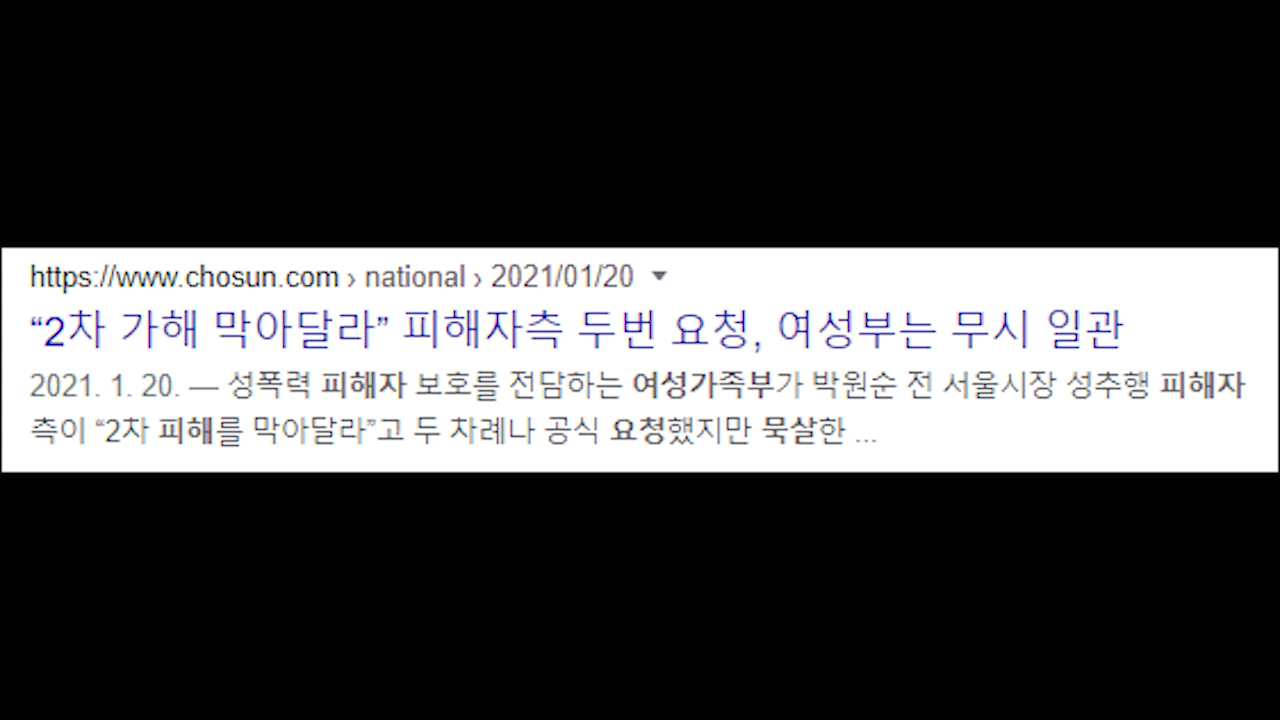 https://www.chosun.com › national › 2021/01/20
“2차 가해 막아달라” 피해자측 두번 요청, 여성부는 무시 일관
2021. 1. 20. — 성폭력 피해자 보호를 전담하는 여성가족부가 박원순 전 서울시장 성추행 피해자
측이 “2차 피해를 막아달라”고 두 차례나 공식 요청했지만 묵살한 ...